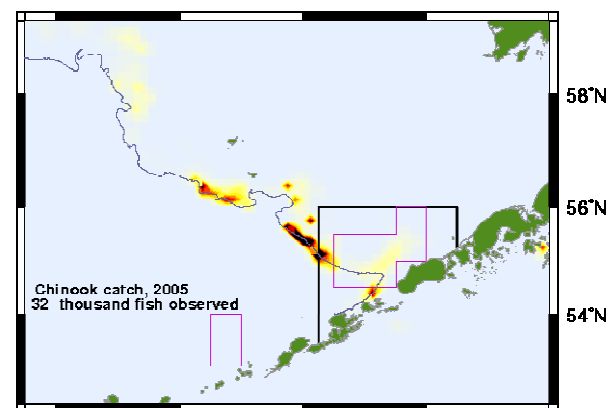 58°N
56°N
Chinook catch, 2005
32 thousand fish observed
54°N